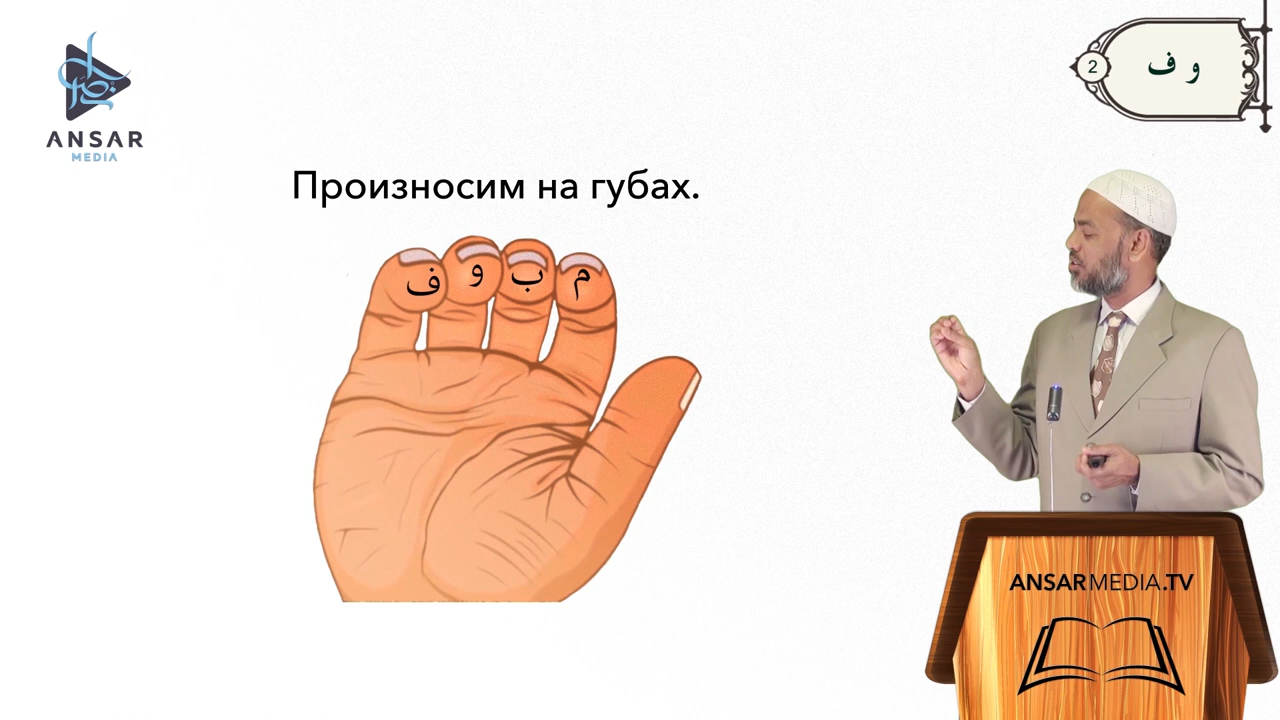 ANSAR
MEDIA
2
و ف
Произносим на губах.
ف و ب م
ANSARMEDIA.TV